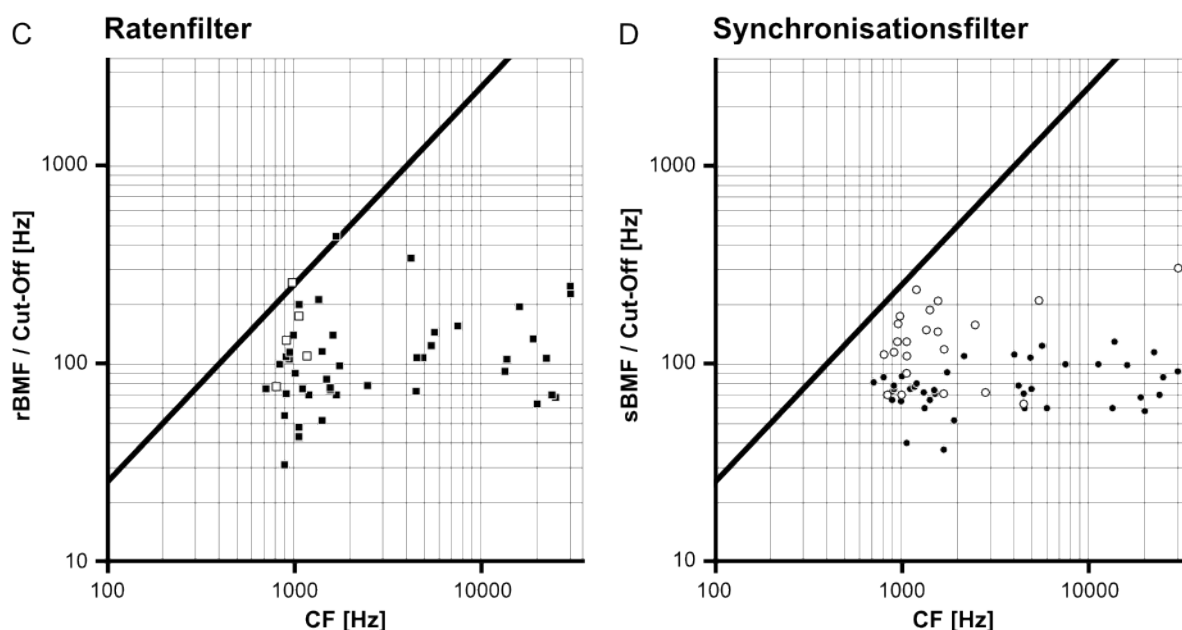 C Ratenfilter
rBMF / Cut-Off [Hz]
1000
100
10
100 1000 10000
CF [Hz]
D Synchronisationsfilter
sBMF / Cut-Off [Hz]
1000
100
10
100 1000 10000
CF [Hz]